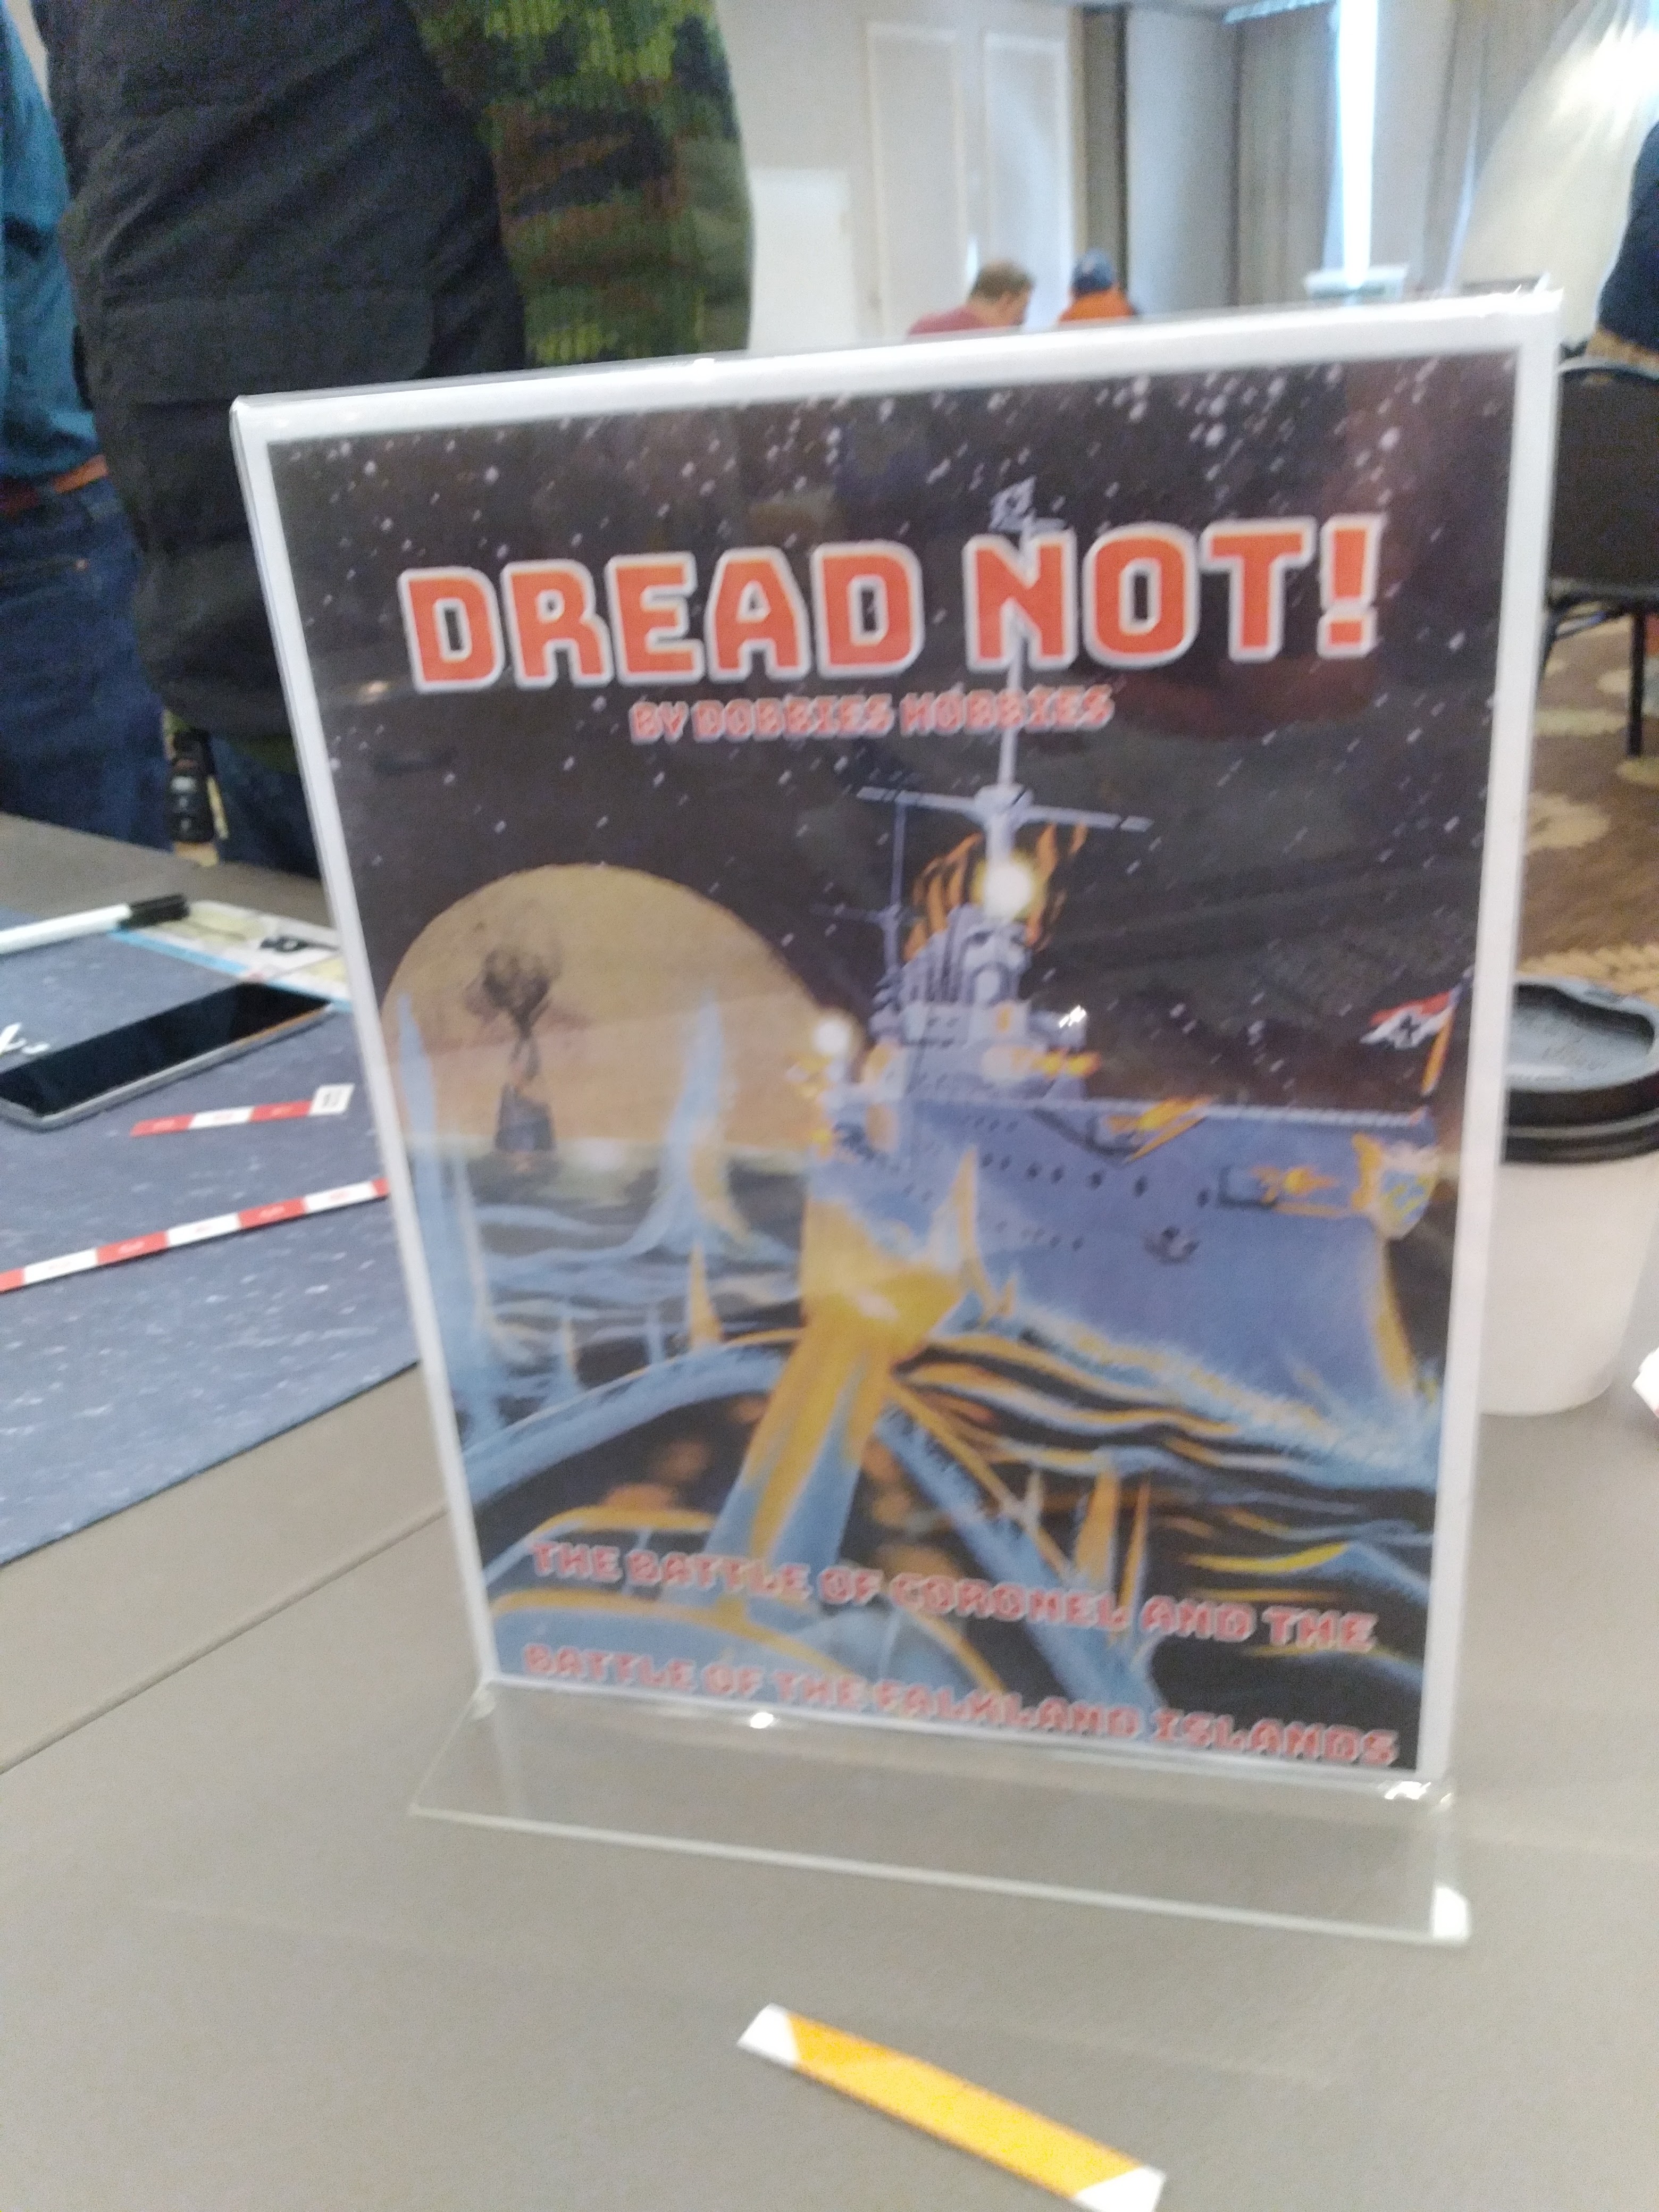 DREAD NOT!
BY DOBBIES HOBBIES
THE BATTLE OF CORONEL AND THE
BATTLE OF THE FALKLAND ISLANDS